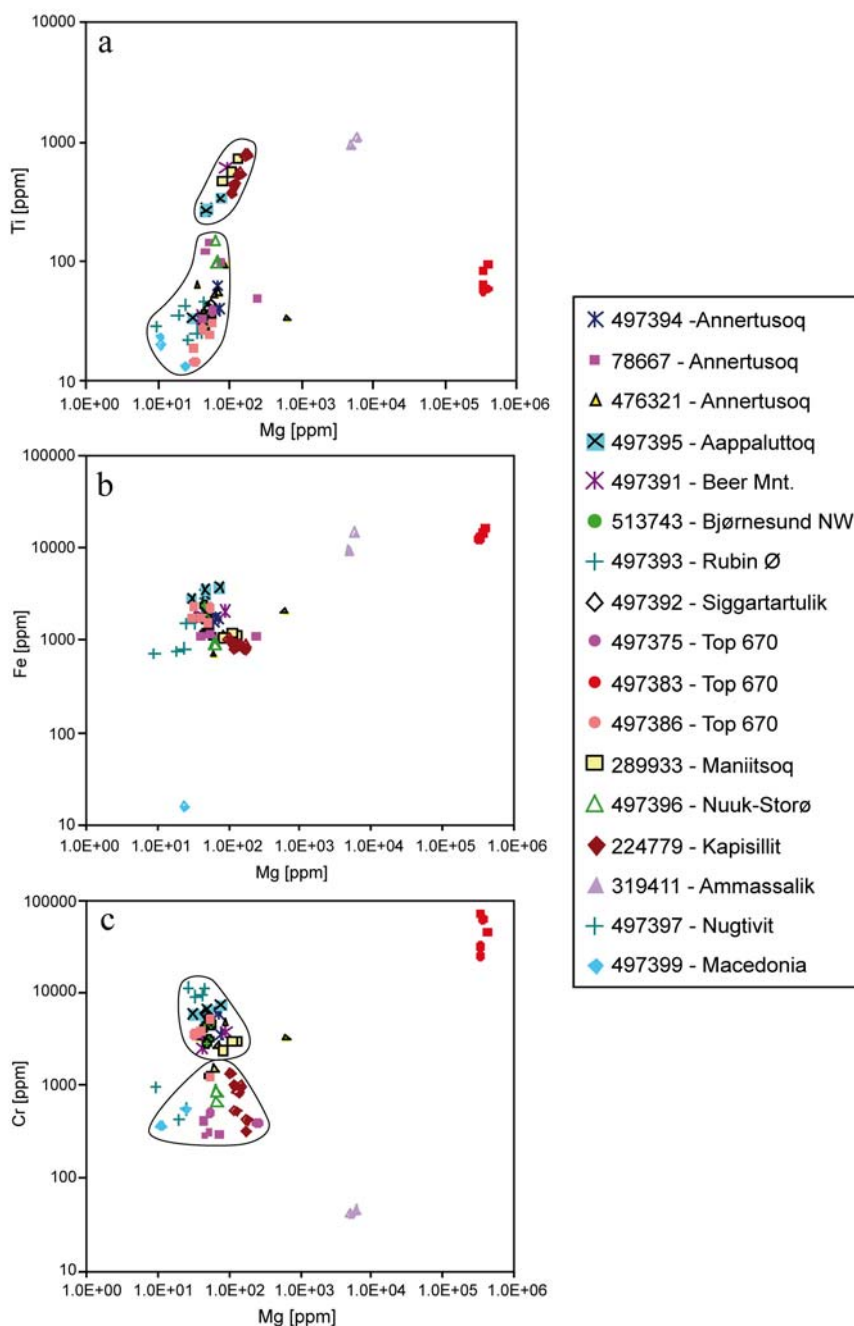 a
10000
1000
100
10
Ti [ppm]
1.0E+00 1.0E+01 1.0E+02 1.0E+03 1.0E+04 1.0E+05 1.0E+06
Mg [ppm]
b
100000
10000
1000
100
10
Fe [ppm]
1.0E+00 1.0E+01 1.0E+02 1.0E+03 1.0E+04 1.0E+05 1.0E+06
Mg [ppm]
c
100000
10000
1000
100
10
Cr [ppm]
1.0E+00 1.0E+01 1.0E+02 1.0E+03 1.0E+04 1.0E+05 1.0E+06
Mg [ppm]
497394 -Annertusoq
78667 - Annertusoq
476321 - Annertusoq
497395 - Aappaluttoq
497391 - Beer Mnt.
513743 - Bjørnesund NW
497393 - Rubin Ø
497392 - Siggartartulik
497375 - Top 670
497383 - Top 670
497386 - Top 670
289933 - Maniitsoq
497396 - Nuuk-Storø
224779 - Kapisillit
319411 - Ammassalik
497397 - Nugtivit
497399 - Macedonia